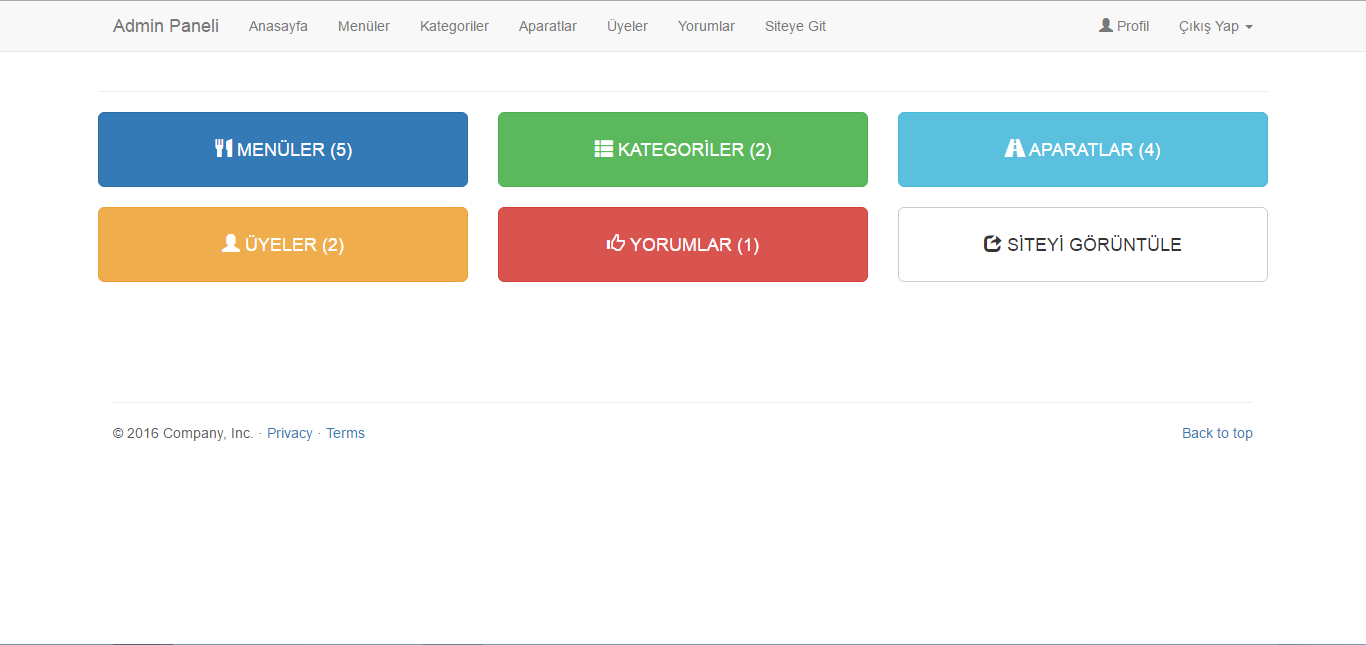 Admin Paneli Anasayfa Menüler Kategoriler Aparatlar Üyeler Yorumlar Siteye Git Profil Çıkış Yap
MENÜLER (5) KATEGORİLER (2) APARATLAR (4)
ÜYELER (2) YORUMLAR (1) SİTEYİ GÖRÜNTÜLE
© 2016 Company, Inc. · Privacy · Terms Back to top